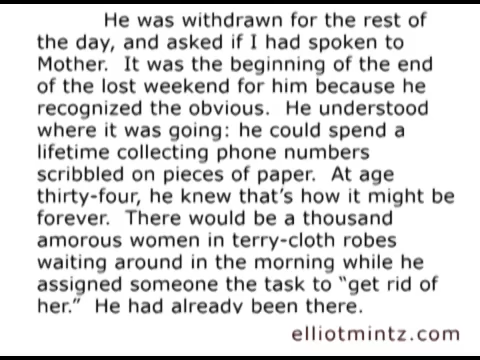 He was withdrawn for the rest of
the day, and asked if I had spoken to
Mother.  It was the beginning of the end
of the lost weekend for him because he
recognized the obvious.  He understood
where it was going: he could spend a
lifetime collecting phone numbers
scribbled on pieces of paper.  At age
thirty-four, he knew that’s how it might be
forever.  There would be a thousand
amorous women in terry-cloth robes
waiting around in the morning while he
assigned someone the task to “get rid of
her.”  He had already been there.
elliotmintz.com